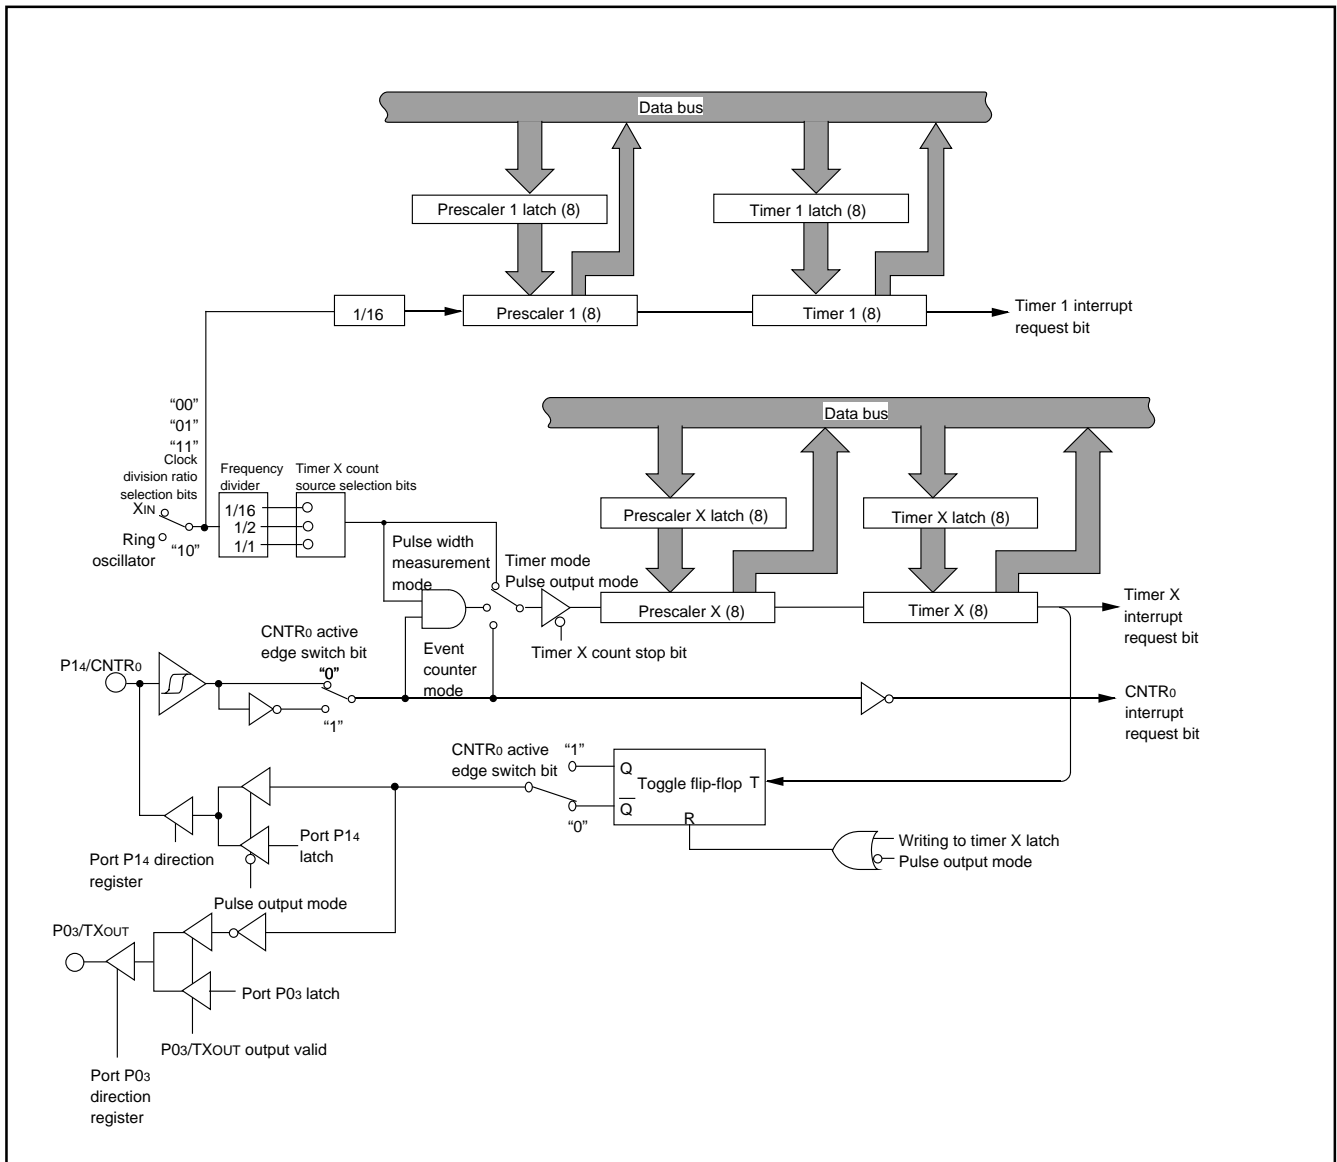 Data bus
Prescaler 1 latch (8)
Timer 1 latch (8)
1/16
Prescaler 1 (8)
Timer 1 (8)
Timer 1 interrupt
request bit
“00”
“01”
“11”
Clock
division ratio
selection bits
XIN
Ring
oscillator
“10”
Frequency
divider
1/16
1/2
1/1
Timer X count
source selection bits
Data bus
Prescaler X latch (8)
Timer X latch (8)
Pulse width
measurement
mode
Timer mode
Pulse output mode
Prescaler X (8)
Timer X (8)
Timer X
interrupt
request bit
Timer X count stop bit
Event
counter
mode
CNTR0 active
edge switch bit
“0”
“1”
P14/CNTR0
CNTR0
interrupt
request bit
CNTR0 active
edge switch bit
“1”
“0”
Q
Toggle flip-flop
T
Q
R
Writing to timer X latch
Pulse output mode
Port P14
latch
Port P14 direction
register
Pulse output mode
P03/TXOUT
Port P03 latch
P03/TXOUT output valid
Port P03
direction
register